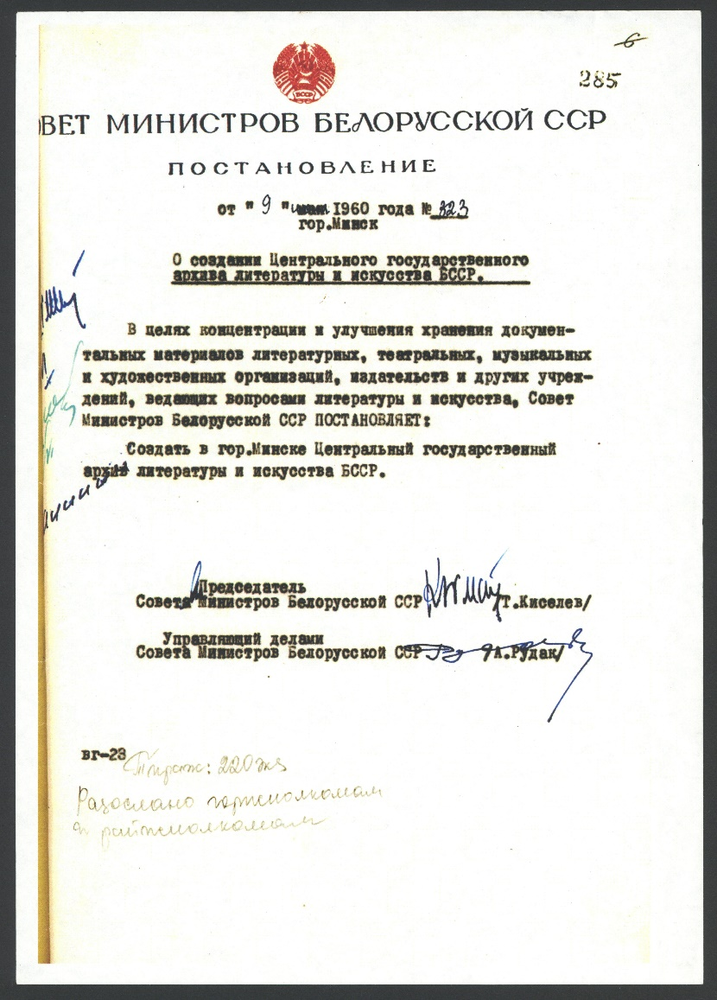 6
285
БССР
ОВЕТ МИНИСТРОВ БЕЛОРУССКОЙ ССР
ПОСТАНОВЛЕНИЕ
от " 9 " 1960 года № 323
гор.Минск
О создании Центрального государственного
архива литературы и искусства БССР.
В целях концентрации и улучшения хранения докумен-
тальных материалов литературных, театральных, музыкальных
и художественных организаций, издательств и других учреж-
дений, ведающих вопросами литературы и искусства, Совет
Министров Белорусской ССР ПОСТАНОВЛЯЕТ:
Создать в гор.Минске Центральный государственный
архив литературы и искусства БССР.
Председатель
Совета Министров Белорусской ССР /Т.Киселев/
Управляющий делами
Совета Министров Белорусской ССР /А.Рудак/
вг-23
Тираж: 220 экз
Разослано горисполкомам
и райисполкомам